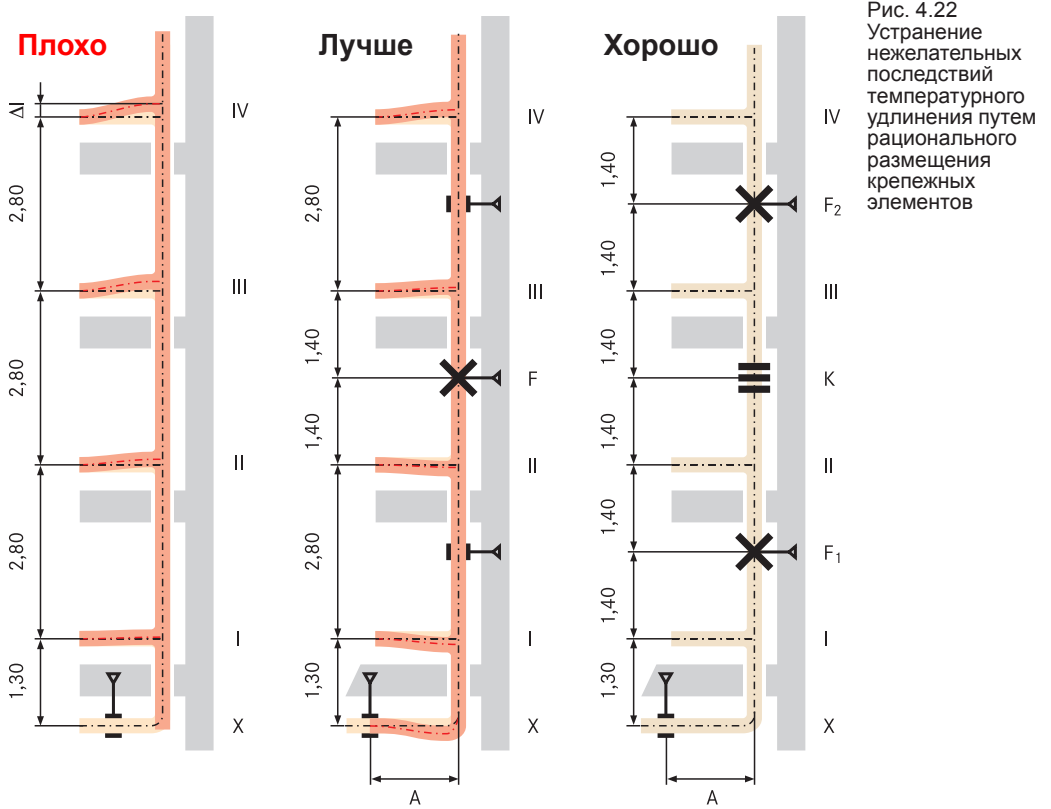 Плохо
Лучше
Хорошо
Рис. 4.22
Устранение
нежелательных
последствий
температурного
удлинения путем
рационального
размещения
крепежных
элементов
Δl
2,80
2,80
2,80
1,30
IV
III
II
I
X
2,80
1,40
1,40
2,80
1,30
IV
III
F
II
I
X
A
1,40
1,40
1,40
1,40
1,40
1,40
1,30
IV
F2
III
K
II
F1
I
X
A